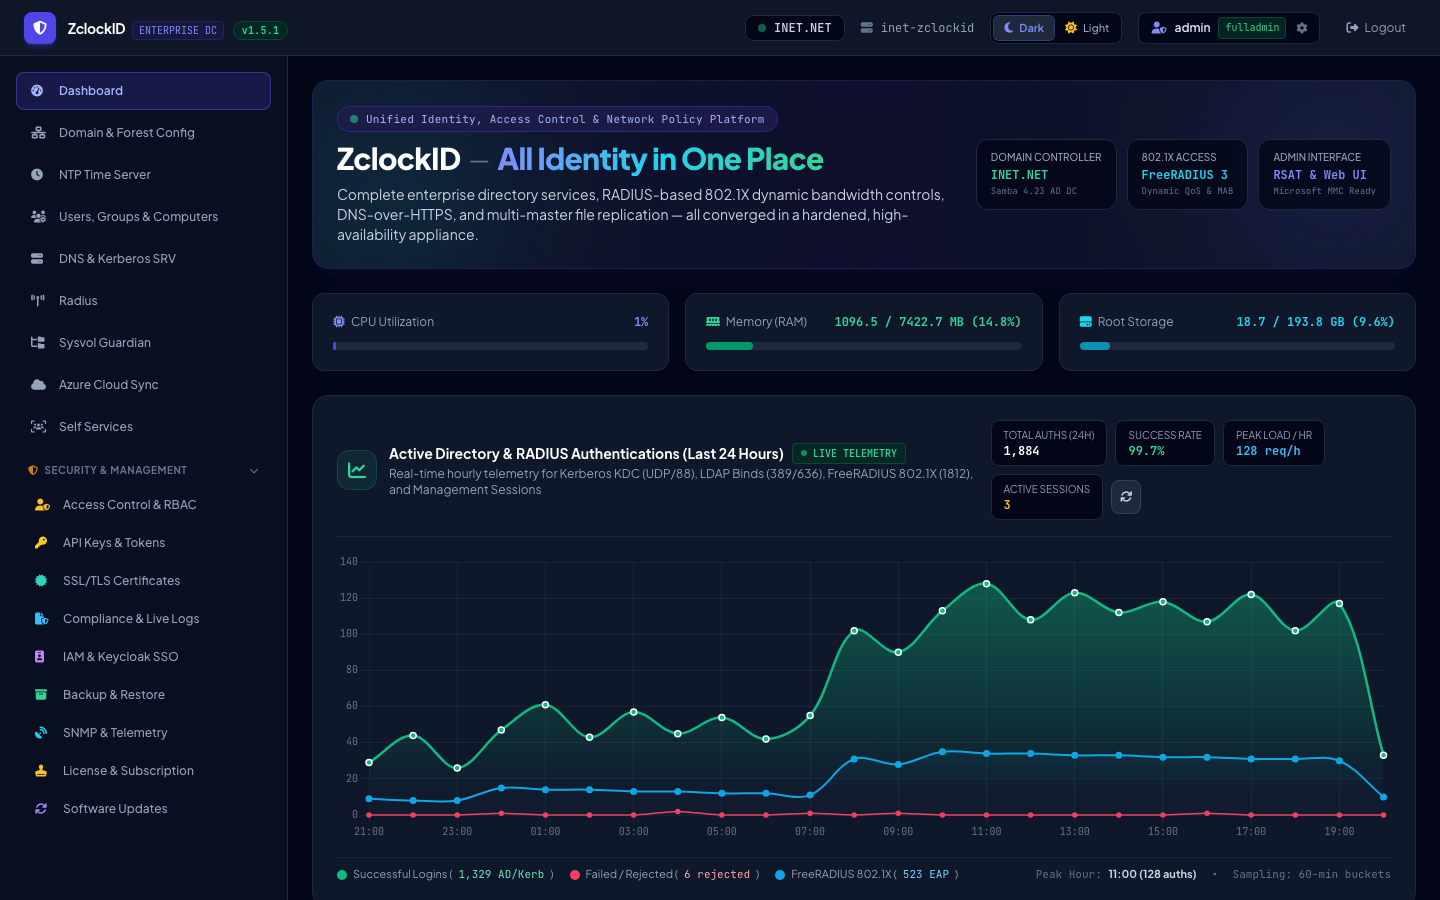 ZclockID ENTERPRISE DC v1.5.1 INET.NET inet-zclockid Dark Light admin fulladmin Logout
Dashboard
Domain & Forest Config
NTP Time Server
Users, Groups & Computers
DNS & Kerberos SRV
Radius
Sysvol Guardian
Azure Cloud Sync
Self Services
SECURITY & MANAGEMENT
Access Control & RBAC
API Keys & Tokens
SSL/TLS Certificates
Compliance & Live Logs
IAM & Keycloak SSO
Backup & Restore
SNMP & Telemetry
License & Subscription
Software Updates
Unified Identity, Access Control & Network Policy Platform
ZclockID — All Identity in One Place
Complete enterprise directory services, RADIUS-based 802.1X dynamic bandwidth controls,
DNS-over-HTTPS, and multi-master file replication — all converged in a hardened, high-
availability appliance.
DOMAIN CONTROLLER
INET.NET
Samba 4.23 AD DC
802.1X ACCESS
FreeRADIUS 3
Dynamic QoS & MAB
ADMIN INTERFACE
RSAT & Web UI
Microsoft MMC Ready
CPU Utilization 1%
Memory (RAM) 1096.5 / 7422.7 MB (14.8%)
Root Storage 18.7 / 193.8 GB (9.6%)
Active Directory & RADIUS Authentications (Last 24 Hours) LIVE TELEMETRY
Real-time hourly telemetry for Kerberos KDC (UDP/88), LDAP Binds (389/636), FreeRADIUS 802.1X (1812),
and Management Sessions
TOTAL AUTHS (24H)
1,884
SUCCESS RATE
99.7%
PEAK LOAD / HR
128 req/h
ACTIVE SESSIONS
3
140
120
100
80
60
40
20
0
21:00 23:00 01:00 03:00 05:00 07:00 09:00 11:00 13:00 15:00 17:00 19:00
Successful Logins ( 1,329 AD/Kerb ) Failed / Rejected ( 6 rejected ) FreeRADIUS 802.1X ( 523 EAP ) Peak Hour: 11:00 (128 auths) • Sampling: 60-min buckets